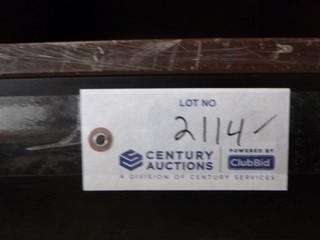 LOT NO
2114-
CENTURY AUCTIONS
POWERED BY
ClubBid
A DIVISION OF CENTURY SERVICES